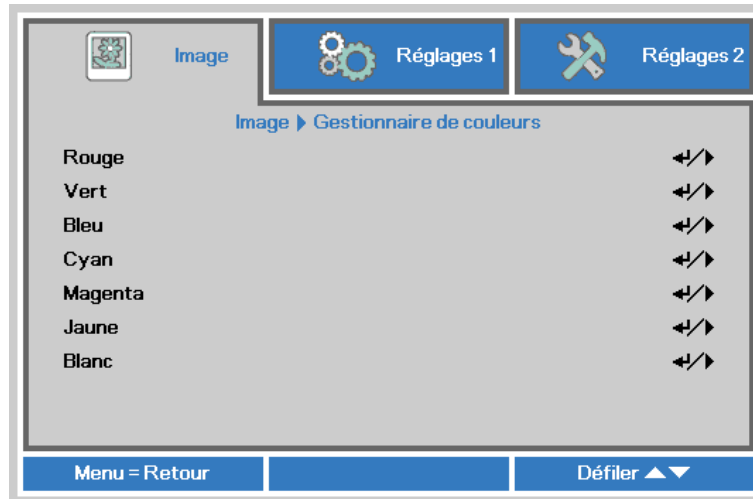 Image
Réglages 1
Réglages 2
Image ▶ Gestionnaire de couleurs
Rouge
Vert
Bleu
Cyan
Magenta
Jaune
Blanc
Menu = Retour
Défiler ▲▼